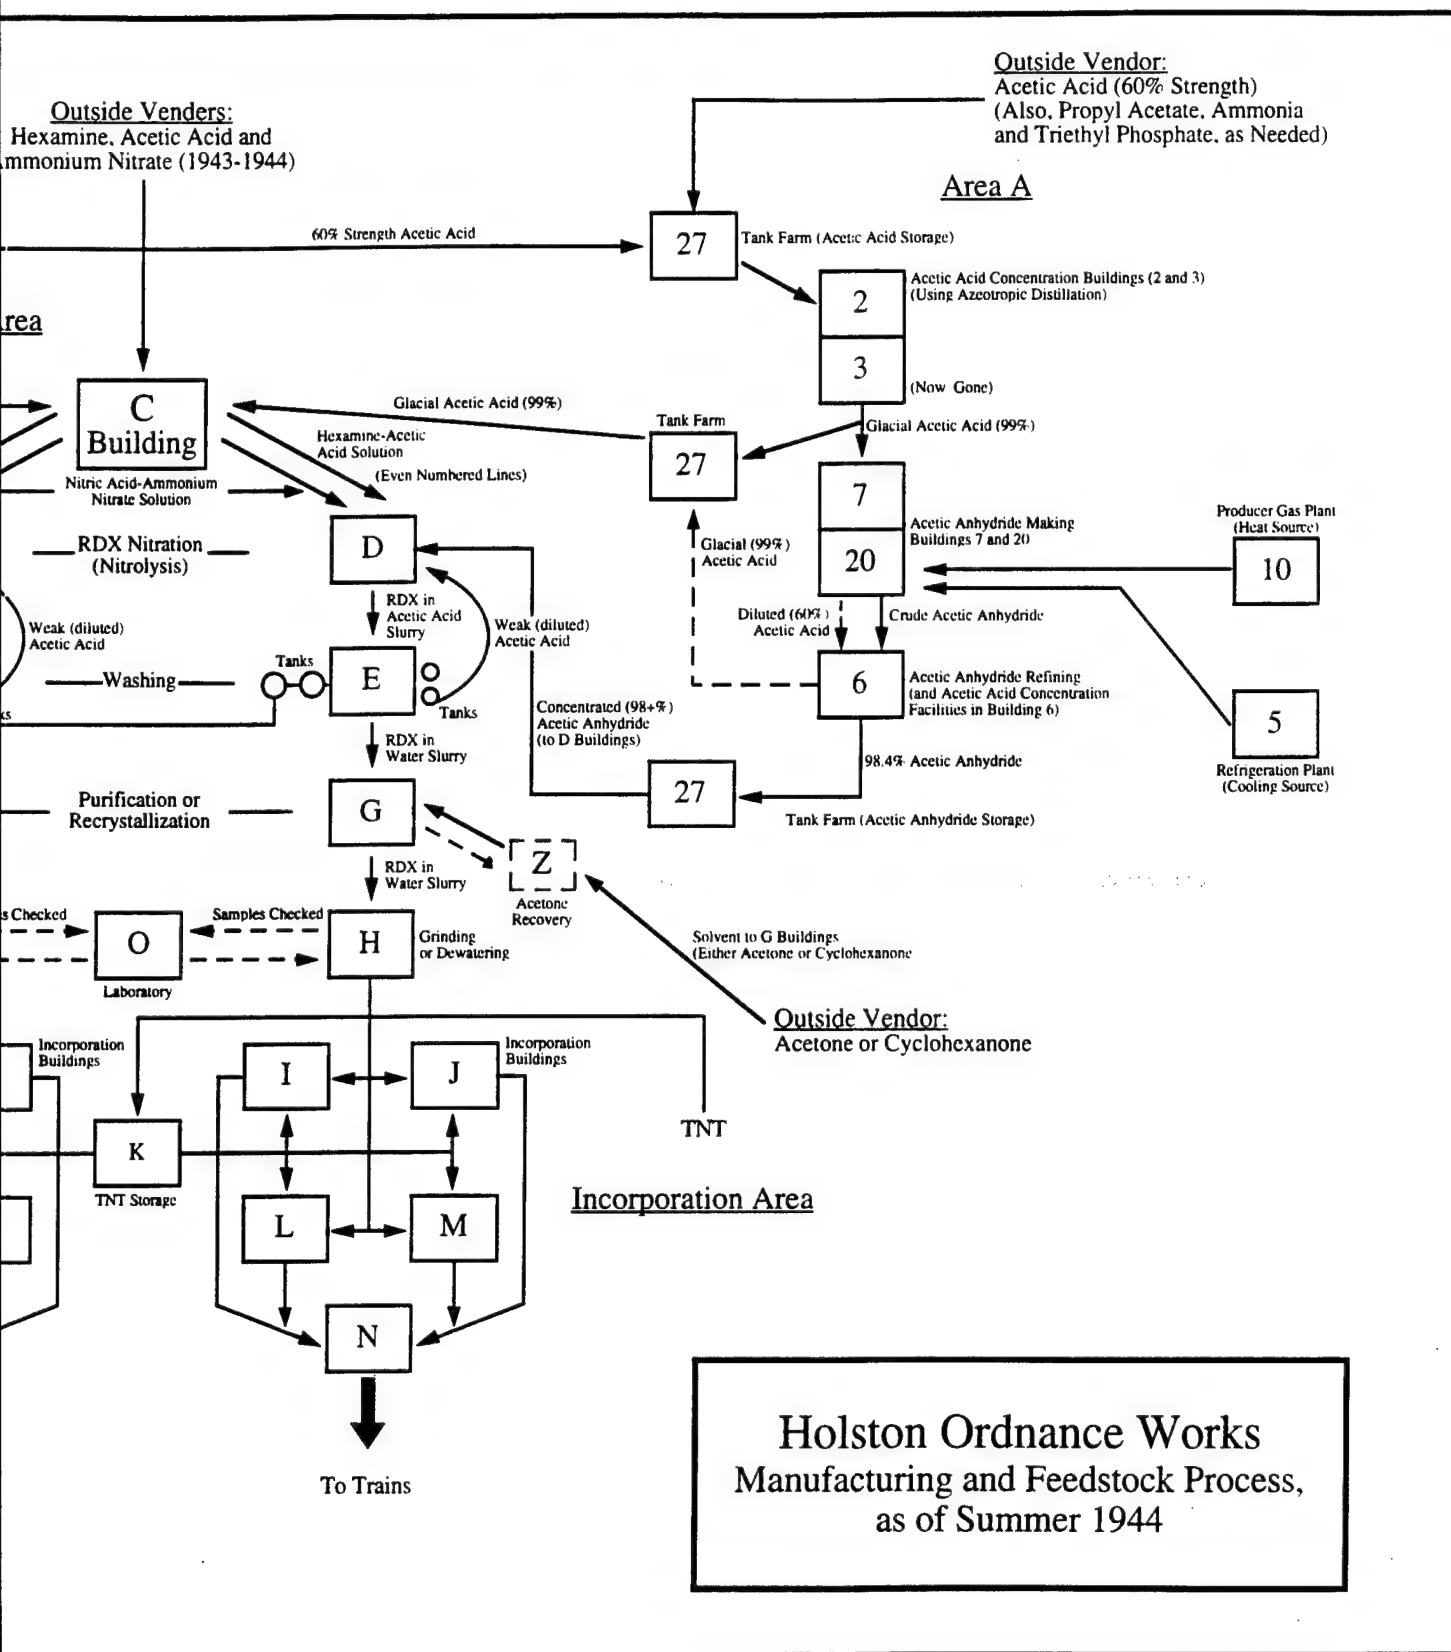 Outside Vendor:
Acetic Acid (60% Strength)
(Also, Propyl Acetate, Ammonia
and Triethyl Phosphate, as Needed)
Outside Venders:
Hexamine, Acetic Acid and
mmonium Nitrate (1943-1944)
Area A
60% Strength Acetic Acid
27
Tank Farm (Acetic Acid Storage)
2
Acetic Acid Concentration Buildings (2 and 3)
(Using Azeotropic Distillation)
3
(Now Gone)
rea
C
Building
Glacial Acetic Acid (99%)
Tank Farm
27
Glacial Acetic Acid (99%)
Hexamine-Acetic
Acid Solution
(Even Numbered Lines)
Nitric Acid-Ammonium
Nitrate Solution
7
Acetic Anhydride Making
Buildings 7 and 20
20
Producer Gas Plant
(Heat Source)
10
RDX Nitration
(Nitrolysis)
D
Glacial (99%)
Acetic Acid
RDX in
Acetic Acid
Slurry
Weak (diluted)
Acetic Acid
Weak (diluted)
Acetic Acid
Diluted (60%)
Acetic Acid
Crude Acetic Anhydride
Washing
Tanks
E
Tanks
ks
6
Acetic Anhydride Refining
(and Acetic Acid Concentration
Facilities in Building 6)
5
Refrigeration Plant
(Cooling Source)
Concentrated (98+%)
Acetic Anhydride
(to D Buildings)
RDX in
Water Slurry
98.4% Acetic Anhydride
27
Tank Farm (Acetic Anhydride Storage)
Purification or
Recrystallization
G
Z
Acetone
Recovery
RDX in
Water Slurry
s Checked
O
Laboratory
Samples Checked
H
Grinding
or Dewatering
Solvent to G Buildings
(Either Acetone or Cyclohexanone
Outside Vendor:
Acetone or Cyclohexanone
Incorporation
Buildings
I
J
Incorporation
Buildings
TNT
K
TNT Storage
Incorporation Area
L
M
N
To Trains
Holston Ordnance Works
Manufacturing and Feedstock Process,
as of Summer 1944